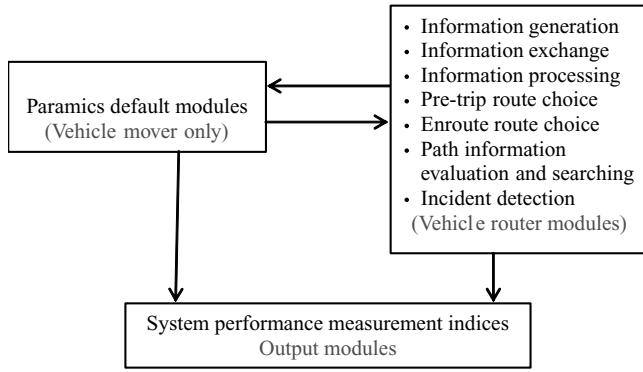 Paramics default modules
(Vehicle mover only)
• Information generation
• Information exchange
• Information processing
• Pre-trip route choice
• Enroute route choice
• Path information
evaluation and searching
• Incident detection
(Vehicle router modules)
System performance measurement indices
Output modules